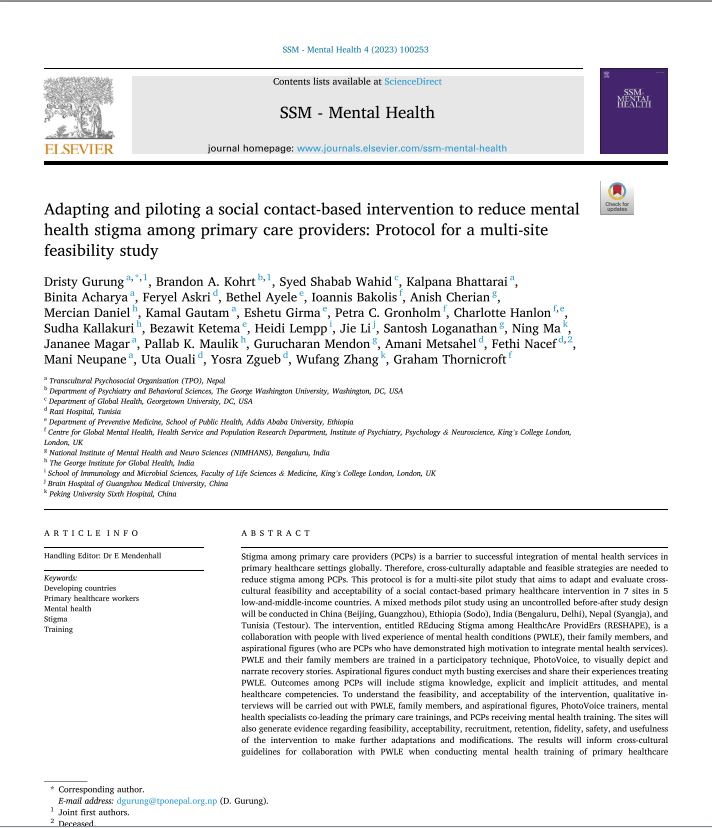 SSM - Mental Health 4 (2023) 100253
Contents lists available at ScienceDirect
SSM - Mental Health
journal homepage: www.journals.elsevier.com/ssm-mental-health
ELSEVIER
SSM-
MENTAL
HEALTH
Check for
updates
Adapting and piloting a social contact-based intervention to reduce mental
health stigma among primary care providers: Protocol for a multi-site
feasibility study
Dristy Gurung a,*,1, Brandon A. Kohrt b,1, Syed Shabab Wahid c, Kalpana Bhattarai a,
Binita Acharya a, Feryel Askri d, Bethel Ayele e, Ioannis Bakolis f, Anish Cherian g,
Mercian Daniel h, Kamal Gautam a, Eshetu Girma e, Petra C. Gronholm f, Charlotte Hanlon f,e,
Sudha Kallakuri h, Bezawit Ketema e, Heidi Lempp i, Jie Li j, Santosh Loganathan g, Ning Ma k,
Jananee Magar a, Pallab K. Maulik h, Gurucharan Mendon g, Amani Metsahel d, Fethi Nacef d,2,
Mani Neupane a, Uta Ouali d, Yosra Zgueb d, Wufang Zhang k, Graham Thornicroft f
a Transcultural Psychosocial Organization (TPO), Nepal
b Department of Psychiatry and Behavioral Sciences, The George Washington University, Washington, DC, USA
c Department of Global Health, Georgetown University, DC, USA
d Razi Hospital, Tunisia
e Department of Preventive Medicine, School of Public Health, Addis Ababa University, Ethiopia
f Centre for Global Mental Health, Health Service and Population Research Department, Institute of Psychiatry, Psychology & Neuroscience, King's College London,
London, UK
g National Institute of Mental Health and Neuro Sciences (NIMHANS), Bengaluru, India
h The George Institute for Global Health, India
i School of Immunology and Microbial Sciences, Faculty of Life Sciences & Medicine, King's College London, London, UK
j Brain Hospital of Guangzhou Medical University, China
k Peking University Sixth Hospital, China
ARTICLE INFO
Handling Editor: Dr E Mendenhall
Keywords:
Developing countries
Primary healthcare workers
Mental health
Stigma
Training
ABSTRACT
Stigma among primary care providers (PCPs) is a barrier to successful integration of mental health services in
primary healthcare settings globally. Therefore, cross-culturally adaptable and feasible strategies are needed to
reduce stigma among PCPs. This protocol is for a multi-site pilot study that aims to adapt and evaluate cross-
cultural feasibility and acceptability of a social contact-based primary healthcare intervention in 7 sites in 5
low-and-middle-income countries. A mixed methods pilot study using an uncontrolled before-after study design
will be conducted in China (Beijing, Guangzhou), Ethiopia (Sodo), India (Bengaluru, Delhi), Nepal (Syangja), and
Tunisia (Testour). The intervention, entitled REducing Stigma among HealthcAre ProvidErs (RESHAPE), is a
collaboration with people with lived experience of mental health conditions (PWLE), their family members, and
aspirational figures (who are PCPs who have demonstrated high motivation to integrate mental health services).
PWLE and their family members are trained in a participatory technique, PhotoVoice, to visually depict and
narrate recovery stories. Aspirational figures conduct myth busting exercises and share their experiences treating
PWLE. Outcomes among PCPs will include stigma knowledge, explicit and implicit attitudes, and mental
healthcare competencies. To understand the feasibility, and acceptability of the intervention, qualitative in-
terviews will be carried out with PWLE, family members, and aspirational figures, PhotoVoice trainers, mental
health specialists co-leading the primary care trainings, and PCPs receiving mental health training. The sites will
also generate evidence regarding feasibility, acceptability, recruitment, retention, fidelity, safety, and usefulness
of the intervention to make further adaptations and modifications. The results will inform cross-cultural
guidelines for collaboration with PWLE when conducting mental health training of primary healthcare
* Corresponding author.
E-mail address: dgurung@tponepal.org.np (D. Gurung).
1 Joint first authors.
2 Deceased.